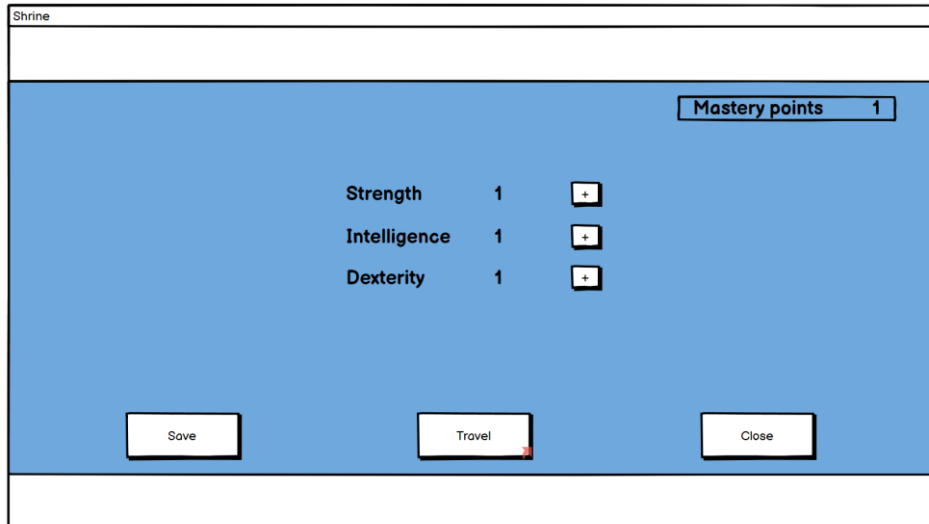 Shrine
Mastery points 1
Strength 1 +
Intelligence 1 +
Dexterity 1 +
Save Travel Close